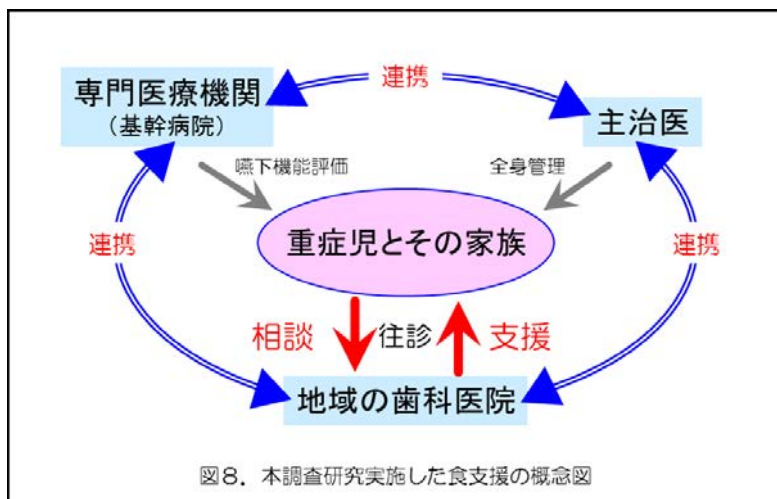 連携
専門医療機関
（基幹病院）
主治医
嚥下機能評価
全身管理
重症児とその家族
連携
連携
相談
往診
支援
地域の歯科医院
図８．本調査研究実施した食支援の概念図